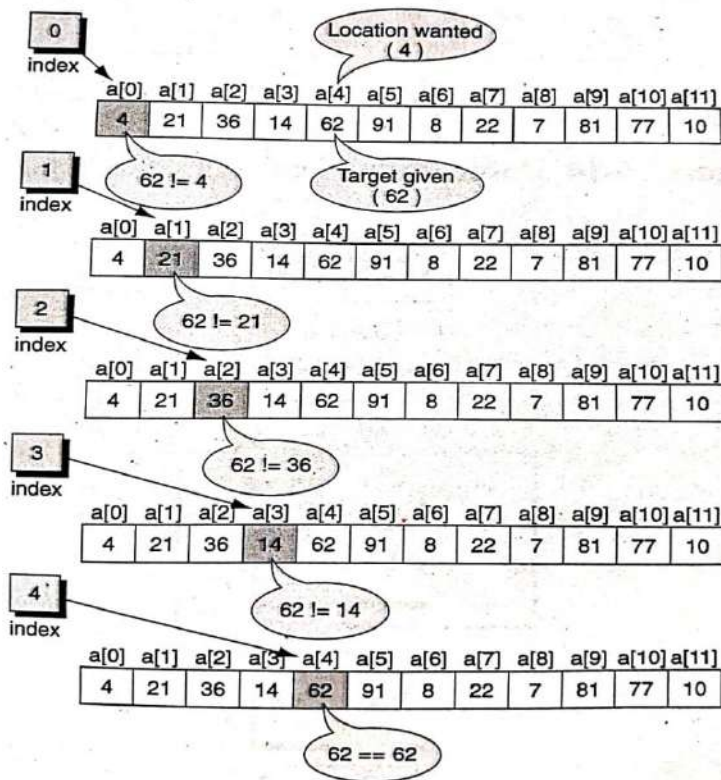 0
Location wanted
( 4 )
index
a[0] a[1] a[2] a[3] a[4] a[5] a[6] a[7] a[8] a[9] a[10] a[11]
4 21 36 14 62 91 8 22 7 81 77 10
62 != 4
Target given
( 62 )
1
index
a[0] a[1] a[2] a[3] a[4] a[5] a[6] a[7] a[8] a[9] a[10] a[11]
4 21 36 14 62 91 8 22 7 81 77 10
62 != 21
2
index
a[0] a[1] a[2] a[3] a[4] a[5] a[6] a[7] a[8] a[9] a[10] a[11]
4 21 36 14 62 91 8 22 7 81 77 10
62 != 36
3
index
a[0] a[1] a[2] a[3] a[4] a[5] a[6] a[7] a[8] a[9] a[10] a[11]
4 21 36 14 62 91 8 22 7 81 77 10
62 != 14
4
index
a[0] a[1] a[2] a[3] a[4] a[5] a[6] a[7] a[8] a[9] a[10] a[11]
4 21 36 14 62 91 8 22 7 81 77 10
62 == 62